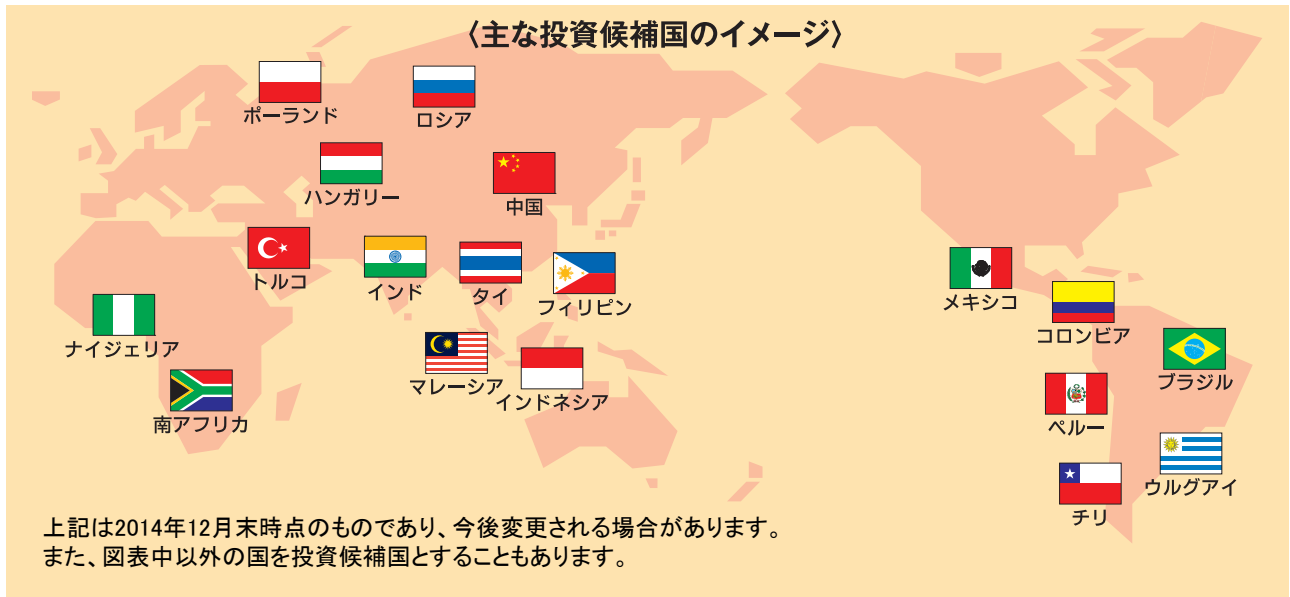 〈主な投資候補国のイメージ〉
ポーランド
ロシア
ハンガリー
中国
トルコ
インド
タイ
フィリピン
メキシコ
コロンビア
ナイジェリア
マレーシア
インドネシア
ブラジル
南アフリカ
ペルー
ウルグアイ
チリ
上記は2014年12月末時点のものであり、今後変更される場合があります。
また、図表中以外の国を投資候補国とすることもあります。